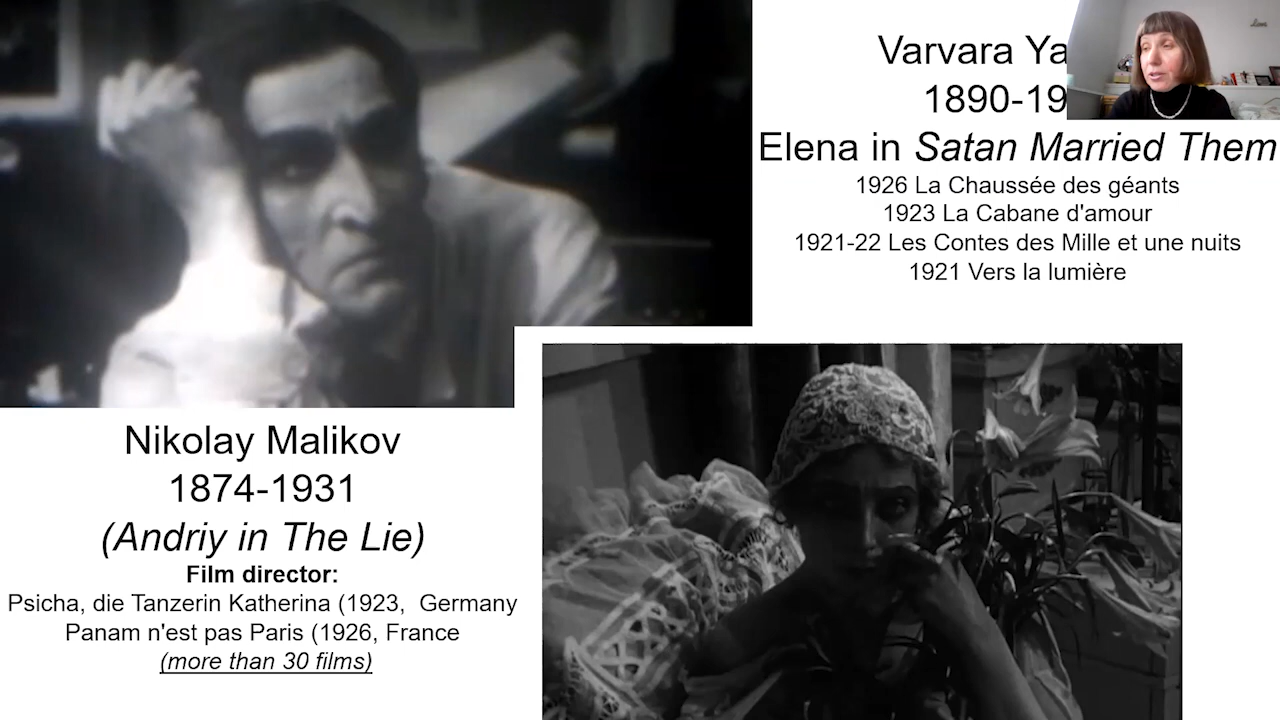 Varvara
1890-19
Elena in Satan Married Them
1926 La Chaussée des géants
1923 La Cabane d'amour
1921-22 Les Contes des Mille et une nuits
1921 Vers la lumière
Nikolay Malikov
1874-1931
(Andriy in The Lie)
Film director:
Psicha, die Tanzerin Katherina (1923, Germany
Panam n'est pas Paris (1926, France
(more than 30 films)